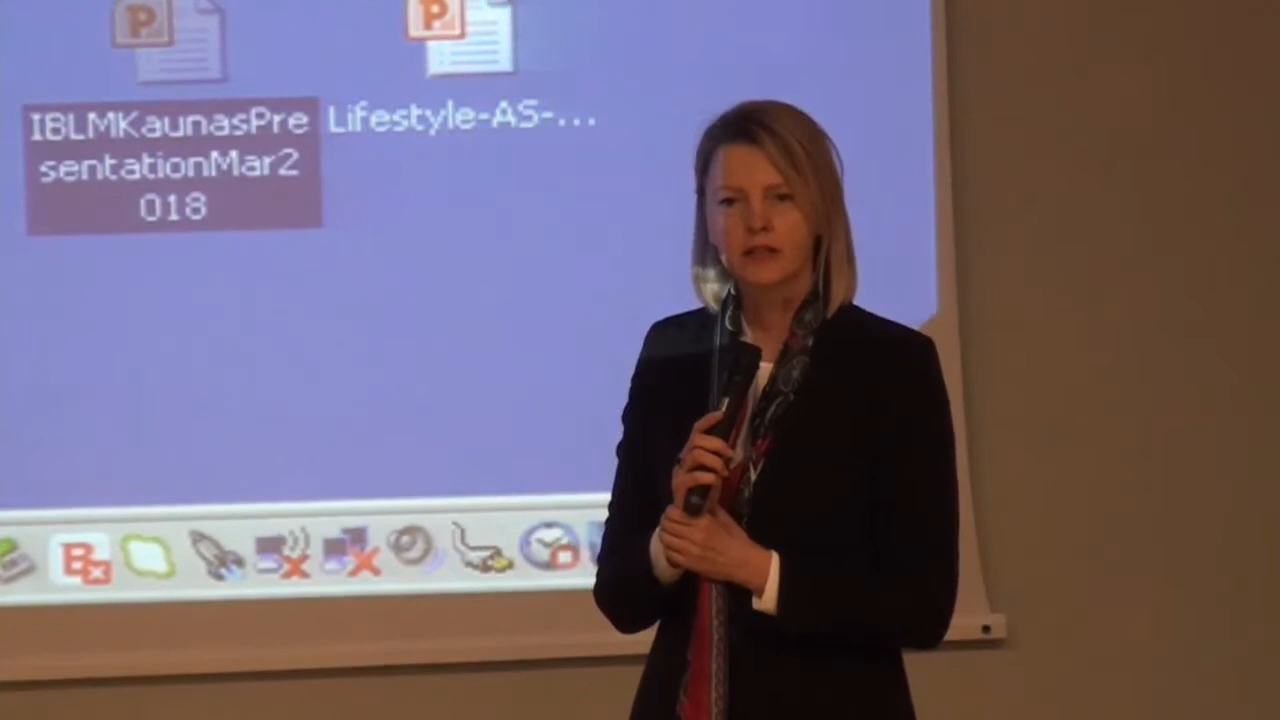 P
P
IBLMKaunasPre
sentationMar2
018
Lifestyle-AS-...
B